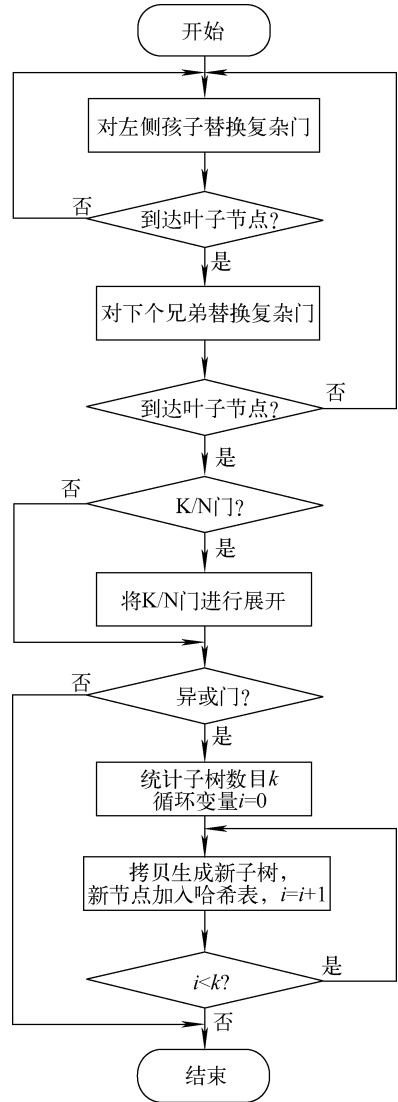 开始
对左侧孩子替换复杂门
否
到达叶子节点?
是
对下个兄弟替换复杂门
否
到达叶子节点?
是
否
K/N门?
是
将K/N门进行展开
否
异或门?
是
统计子树数目k
循环变量i=0
拷贝生成新子树，
新节点加入哈希表，i=i+1
是
i<k?
否
结束